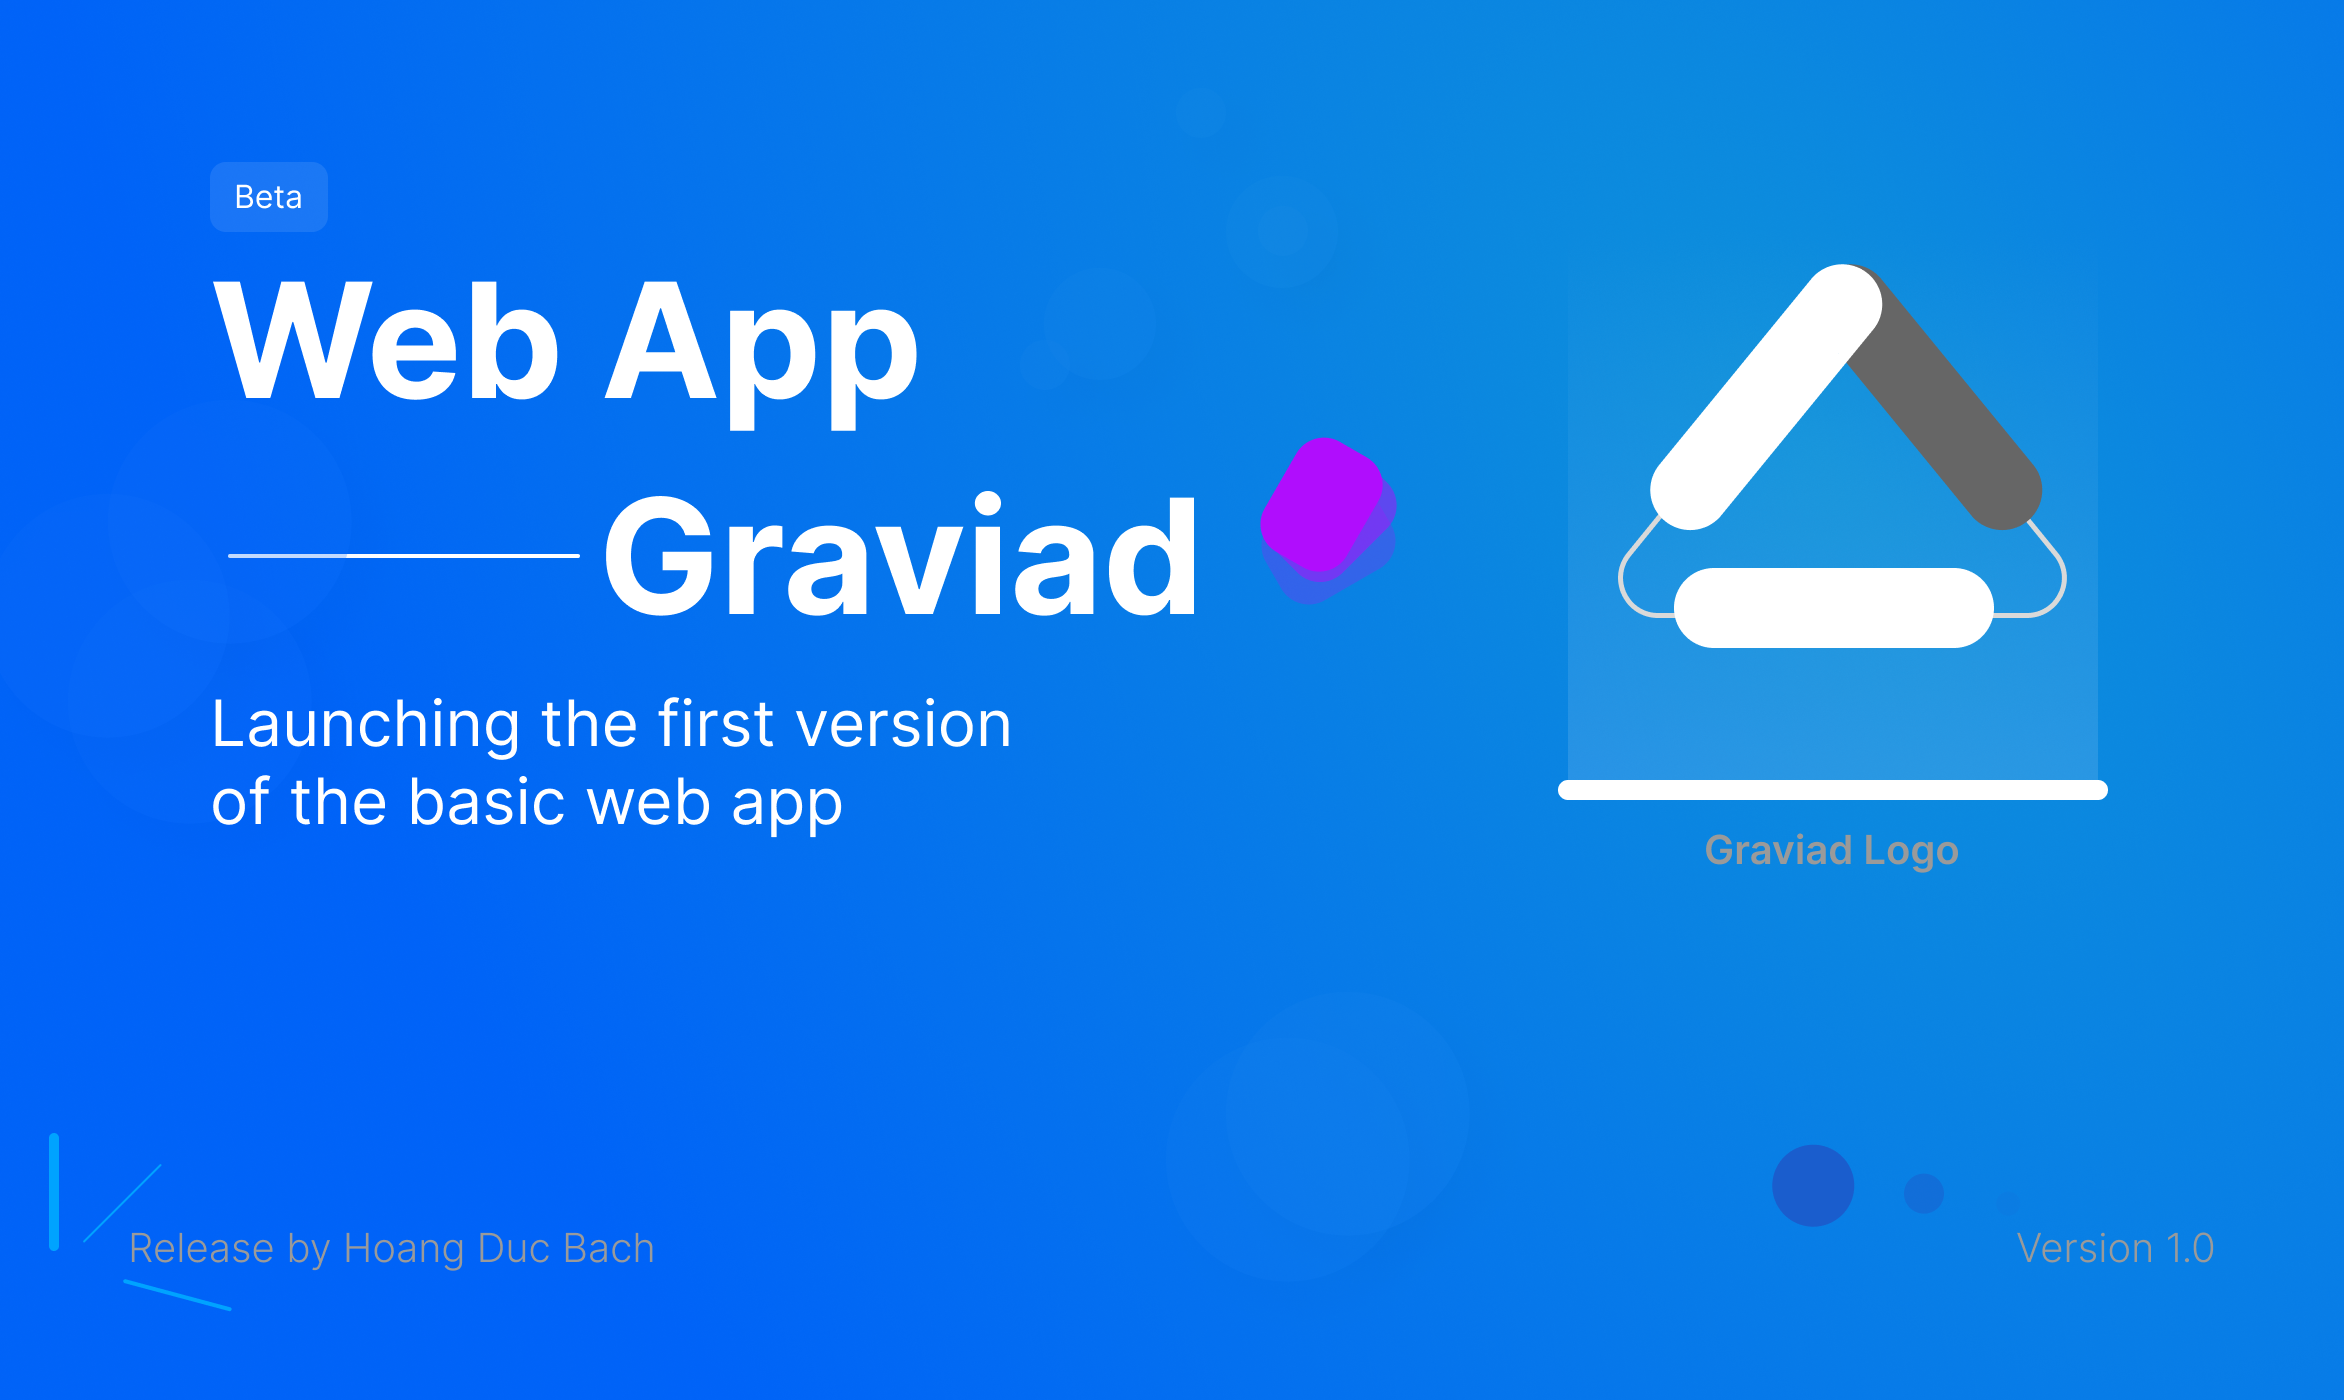 Beta
Web App
Graviad
Launching the first version
of the basic web app
Graviad Logo
Release by Hoang Duc Bach
Version 1.0